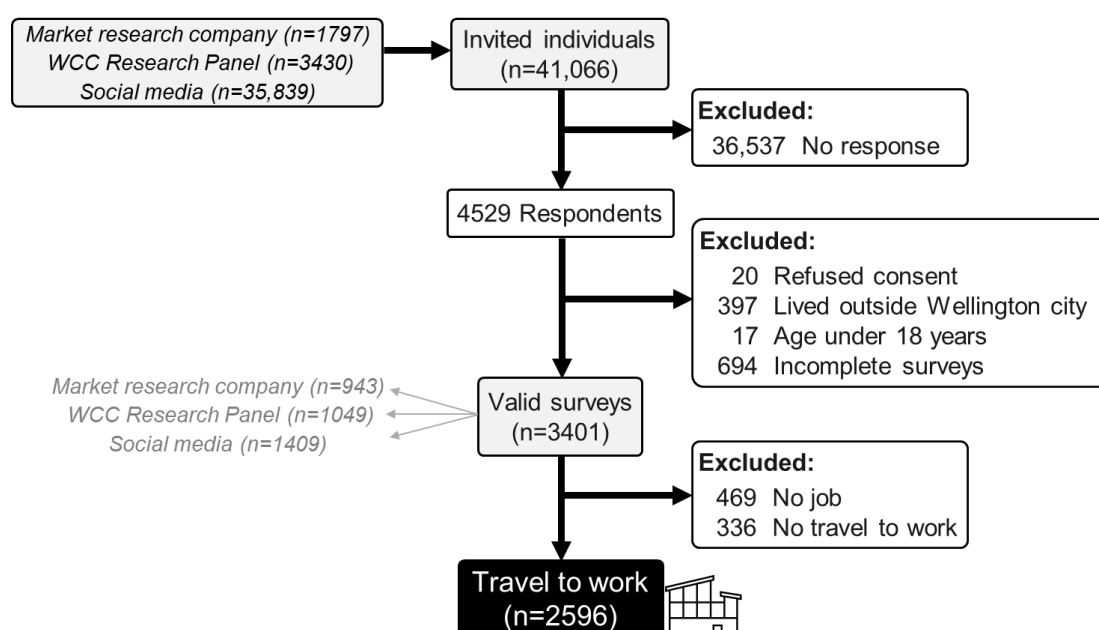 Market research company (n=1797)
WCC Research Panel (n=3430)
Social media (n=35,839)
Invited individuals
(n=41,066)
Excluded:
36,537 No response
4529 Respondents
Excluded:
20 Refused consent
397 Lived outside Wellington city
17 Age under 18 years
694 Incomplete surveys
Market research company (n=943)
WCC Research Panel (n=1049)
Social media (n=1409)
Valid surveys
(n=3401)
Excluded:
469 No job
336 No travel to work
Travel to work
(n=2596)